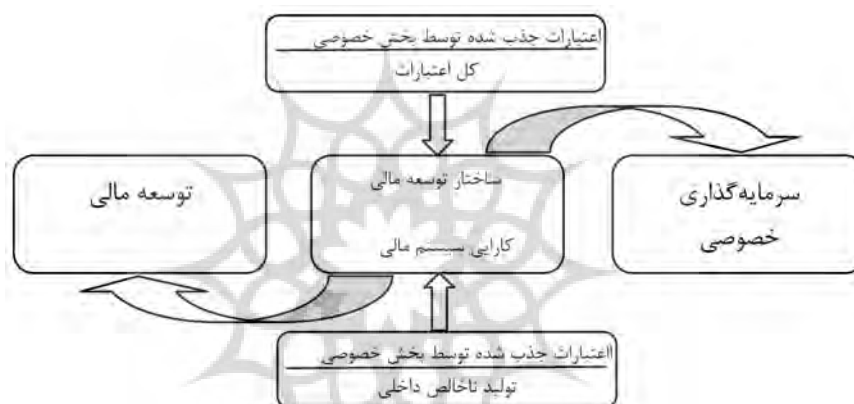 اعتبارات جذب شده توسط بخش خصوصی
کل اعتبارات
سرمایه‌گذاری
خصوصی
ساختار توسعه مالی
کارایی سیستم مالی
توسعه مالی
ااعتبارات جذب شده توسط بخش خصوصی
تولید ناخالص داخلی